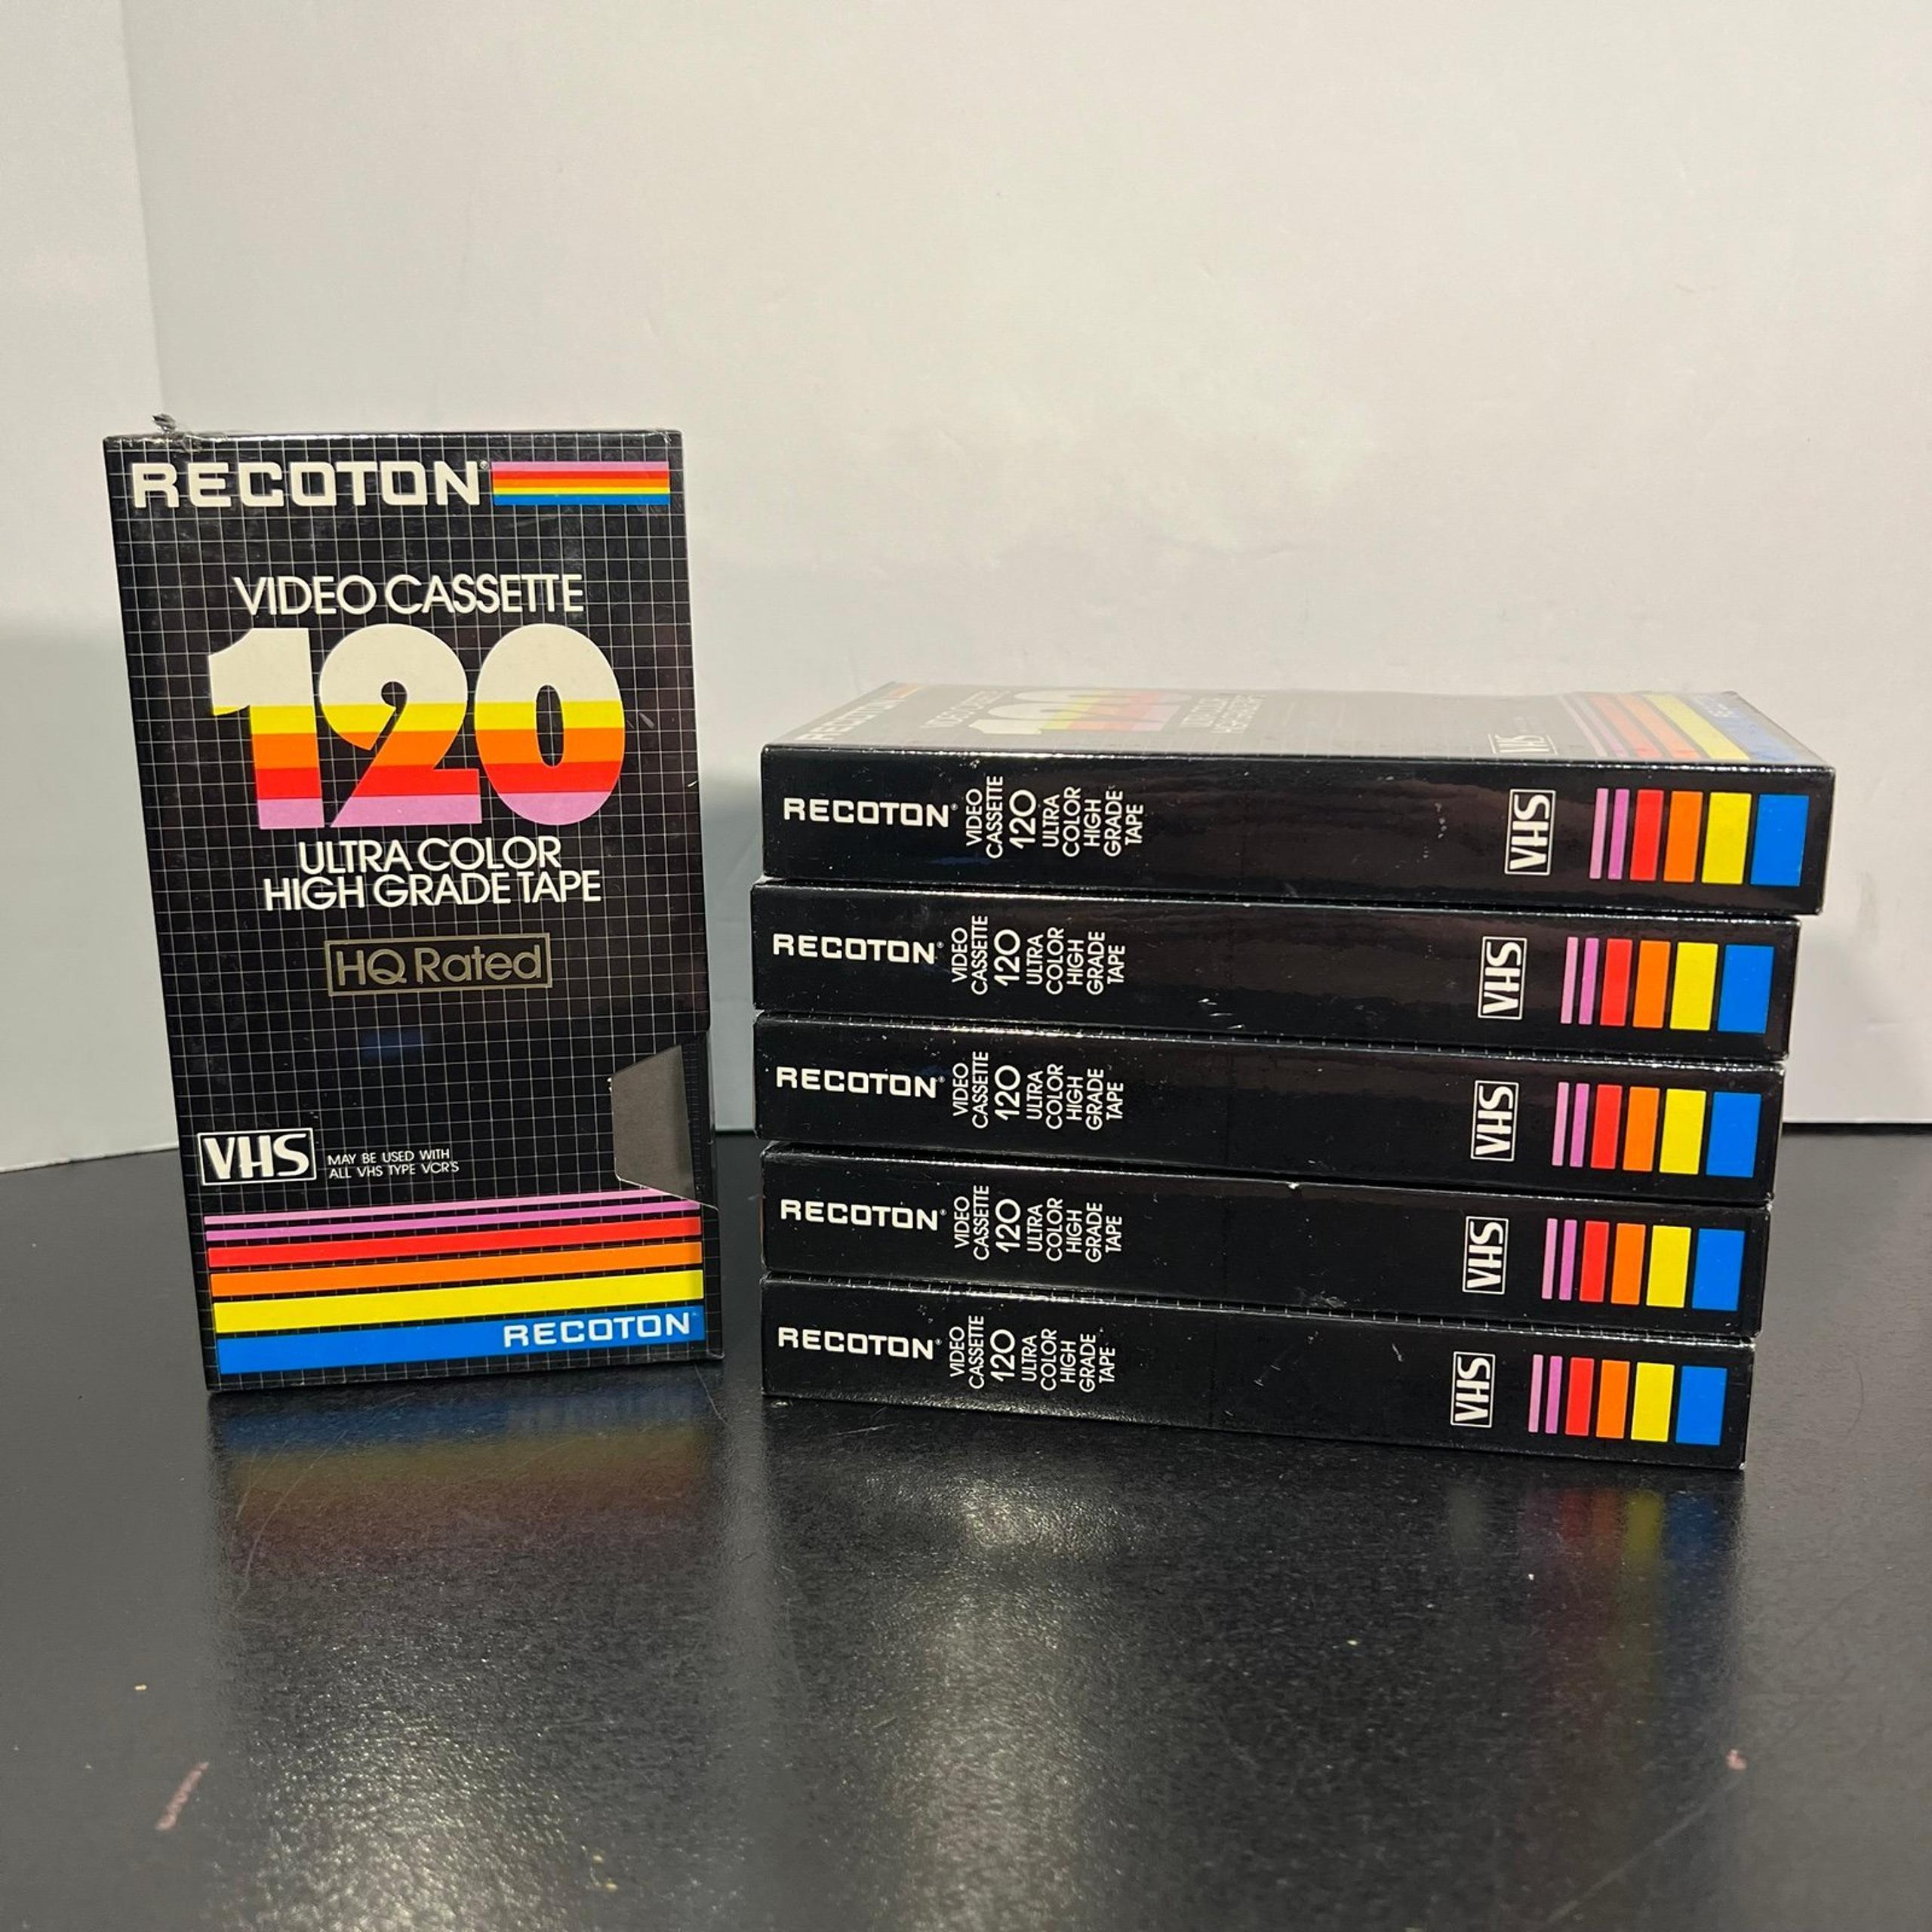 RECOTON®
VIDEO CASSETTE
120
ULTRA COLOR
HIGH GRADE TAPE
HQ Rated
VHS
MAY BE USED WITH
ALL VHS TYPE VCR'S
RECOTON
RECOTON
120
VHS
RECOTON®
VIDEO
CASSETTE
120
ULTRA
COLOR
HIGH
GRADE
TAPE
VHS
RECOTON®
VIDEO
CASSETTE
120
ULTRA
COLOR
HIGH
GRADE
TAPE
VHS
RECOTON®
VIDEO
CASSETTE
120
ULTRA
COLOR
HIGH
GRADE
TAPE
VHS
RECOTON®
VIDEO
CASSETTE
120
ULTRA
COLOR
HIGH
GRADE
TAPE
VHS
RECOTON®
VIDEO
CASSETTE
120
ULTRA
COLOR
HIGH
GRADE
TAPE
VHS